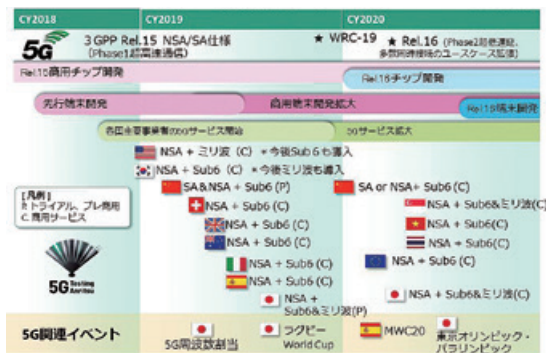 CY2018
CY2019
CY2020
5G
3GPP Rel.15 NSA/SA仕様
(Phase1超高速通信)
★ WRC-19
★ Rel.16 (Phase2超低遅延、
多数同時接続のユースケース拡張)
Rel.15商用チップ開発
Rel.16チップ開発
先行端末開発
商用端末開発拡大
Rel.16端末開発
各国主要事業者の5Gサービス開始
5Gサービス拡大
NSA + ミリ波 (C) *今後Sub6も導入
NSA + Sub6 (C) *今後ミリ波も導入
[凡例]
P. トライアル、プレ商用
C. 商用サービス
SA&NSA + Sub6 (P)
SA or NSA+ Sub6 (C)
NSA + Sub6 (C)
NSA + Sub6&ミリ波(C)
NSA + Sub6 (C)
NSA + Sub6 (C)
NSA + Sub6 (C)
NSA + Sub6 (C)
NSA + Sub6 (C)
NSA + Sub6 (C)
NSA + Sub6 (C)
5G Testing
Anritsu
NSA +
Sub6&ミリ波(P)
NSA + Sub6&ミリ波(C)
5G関連イベント
5G周波数割当
ラグビー
World Cup
MWC20
東京オリンピック・
パラリンピック